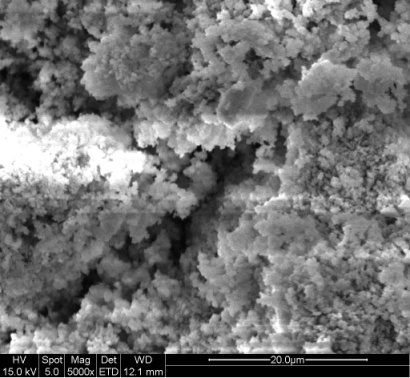 HV Spot Mag Det WD 20.0μm
15.0 kV 5.0 5000x ETD 12.1 mm